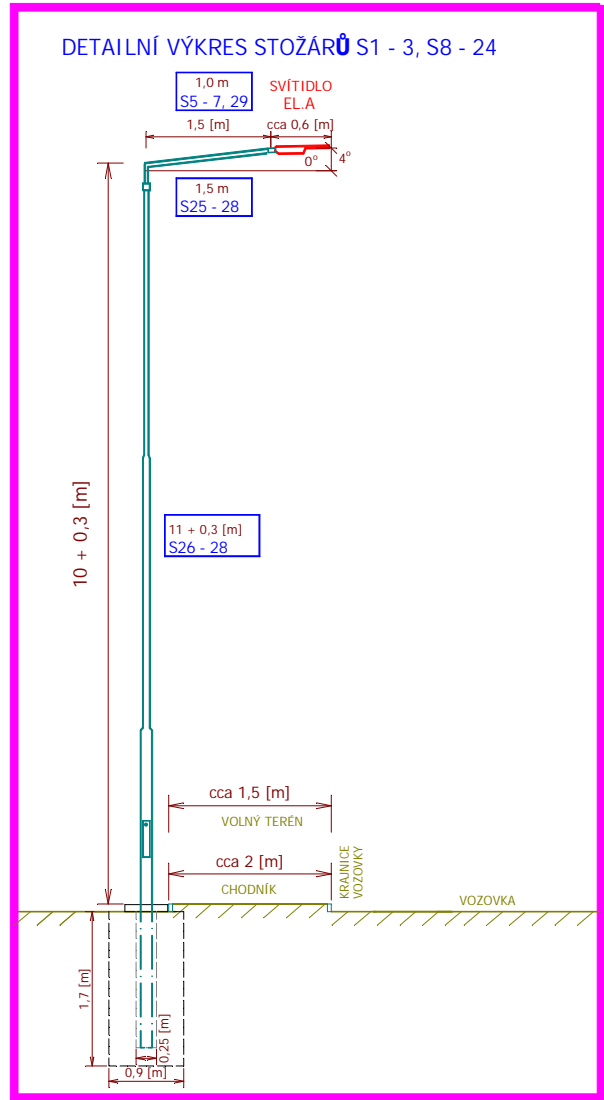 DETAILNÍ VÝKRES STOŽÁRŮ S1 - 3, S8 - 24
1,0 m
S5 - 7, 29
SVÍTIDLO
EL.A
1,5 [m]
cca 0,6 [m]
0°
4°
1,5 m
S25 - 28
10 + 0,3 [m]
11 + 0,3 [m]
S26 - 28
cca 1,5 [m]
VOLNÝ TERÉN
cca 2 [m]
CHODNÍK
KRAJNICE
VOZOVKY
VOZOVKA
1,7 [m]
0,25 [m]
0,9 [m]